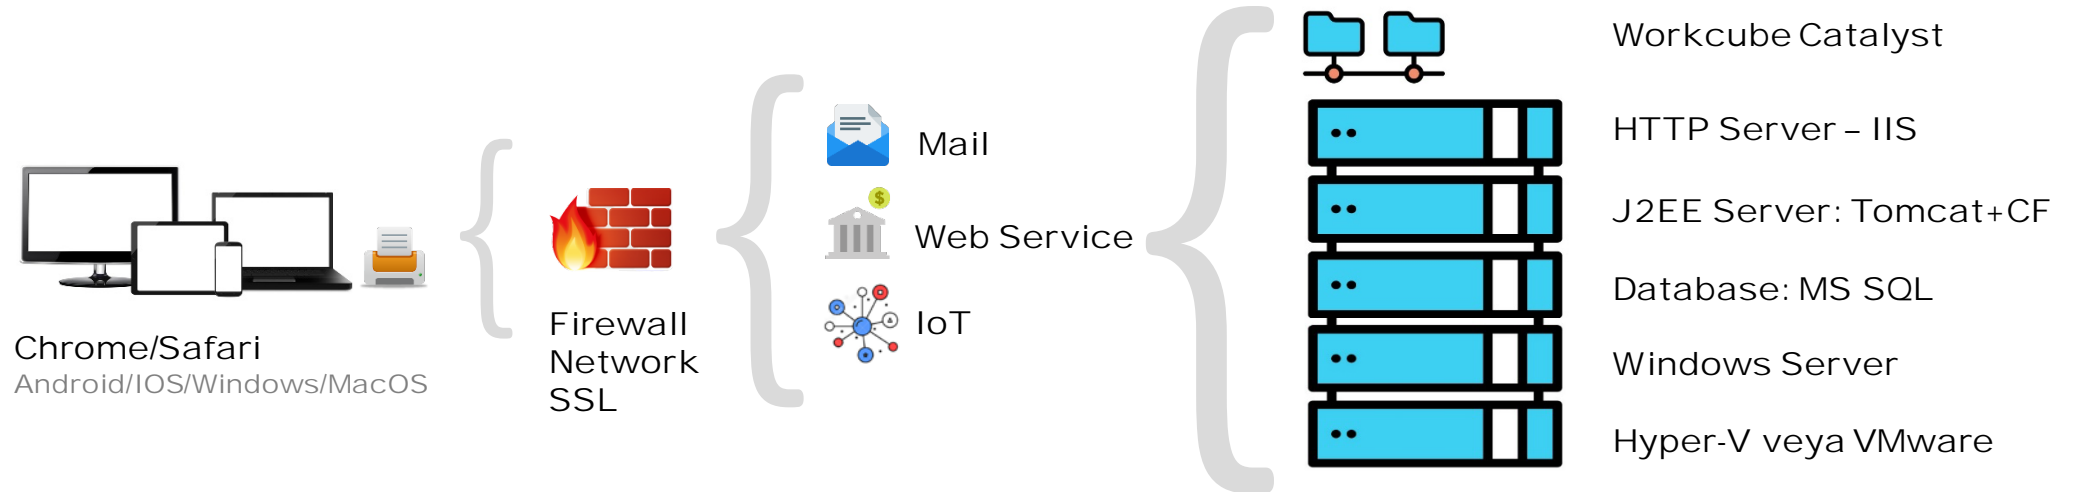 Chrome/Safari
Android/IOS/Windows/MacOS
Firewall
Network
SSL
Mail
$
Web Service
IoT
Workcube Catalyst
HTTP Server – IIS
J2EE Server: Tomcat+CF
Database: MS SQL
Windows Server
Hyper-V veya VMware